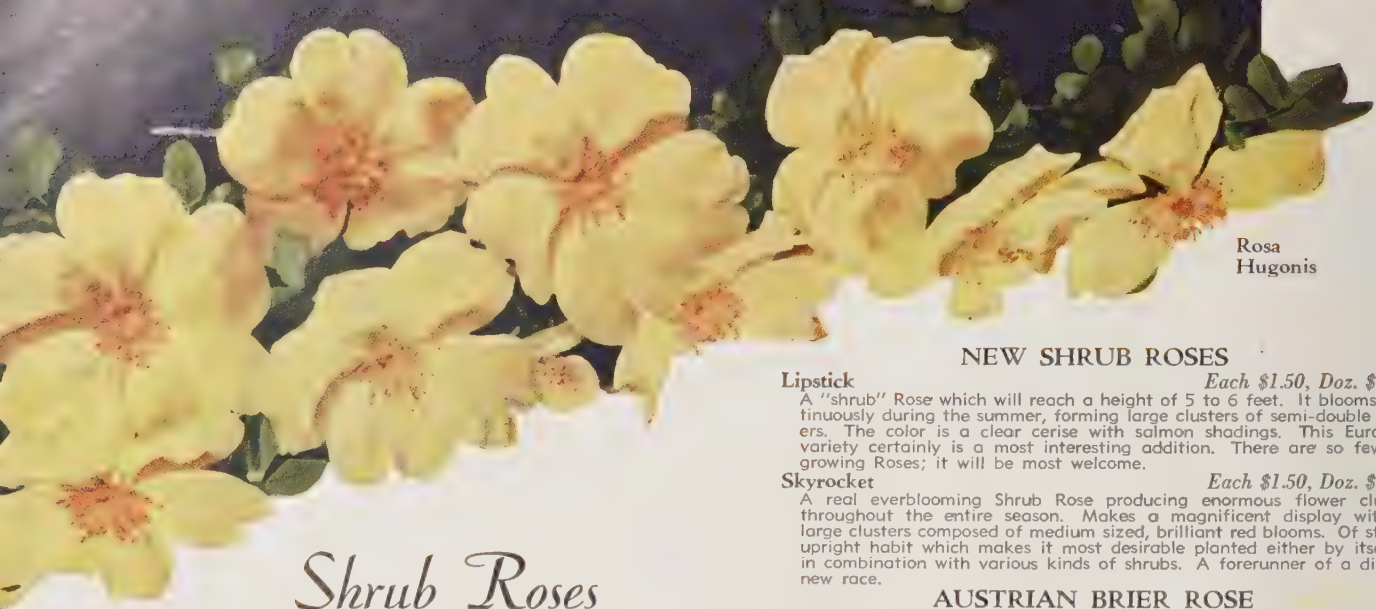 Rosa
Hugonis
NEW SHRUB ROSES
Lipstick Each $1.50, Doz. $
A "shrub" Rose which will reach a height of 5 to 6 feet. It blooms
tinuously during the summer, forming large clusters of semi-double
ers. The color is a clear cerise with salmon shadings. This Euro
variety certainly is a most interesting addition. There are so few
growing Roses; it will be most welcome.
Skyrocket Each $1.50, Doz. $
A real everblooming Shrub Rose producing enormous flower clu
throughout the entire season. Makes a magnificent display wit
large clusters composed of medium sized, brilliant red blooms. Of st
upright habit which makes it most desirable planted either by itse
in combination with various kinds of shrubs. A forerunner of a di
new race.
Shrub Roses
AUSTRIAN BRIER ROSE